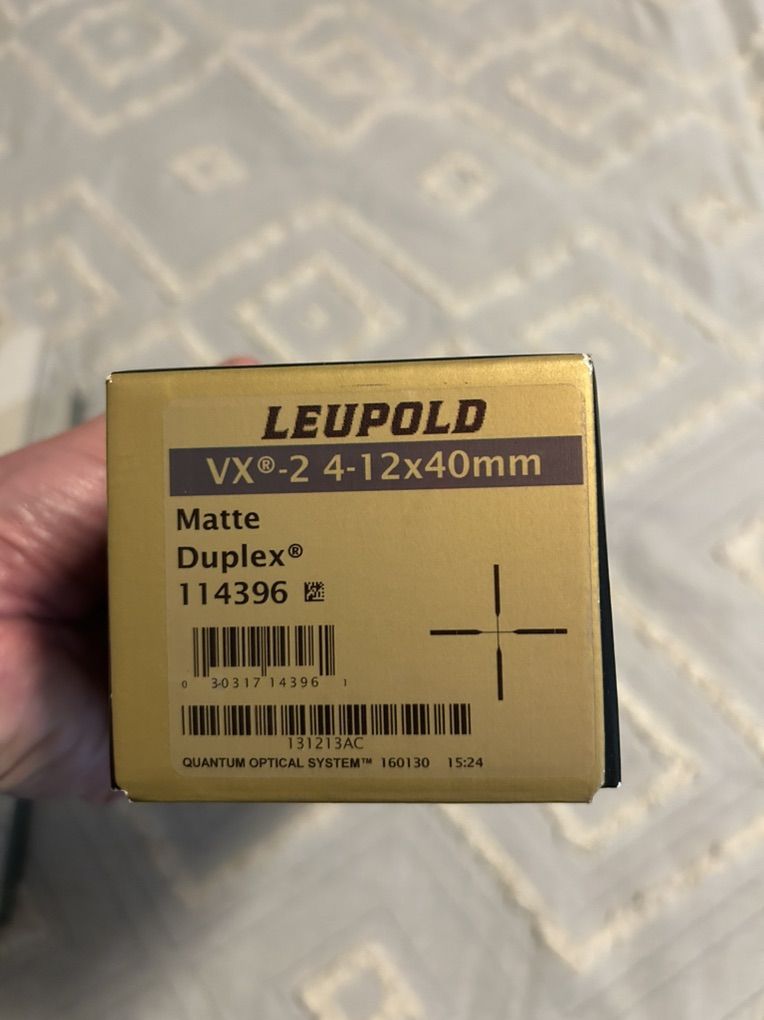 LEUPOLD
VX®-2 4-12x40mm
Matte
Duplex®
114396
0 30317 14396 1
131213AC
QUANTUM OPTICAL SYSTEM™ 160130 15:24